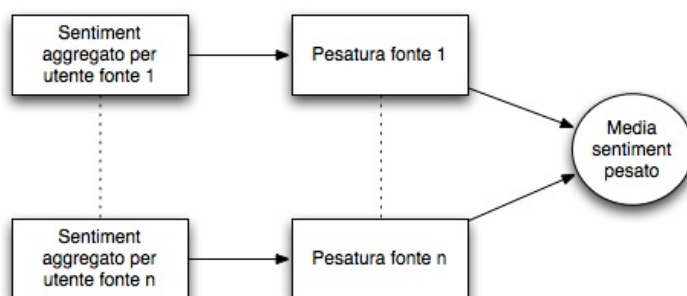 Sentiment
aggregato per
utente fonte 1
Pesatura fonte 1
Media
sentiment
pesato
Sentiment
aggregato per
utente fonte n
Pesatura fonte n